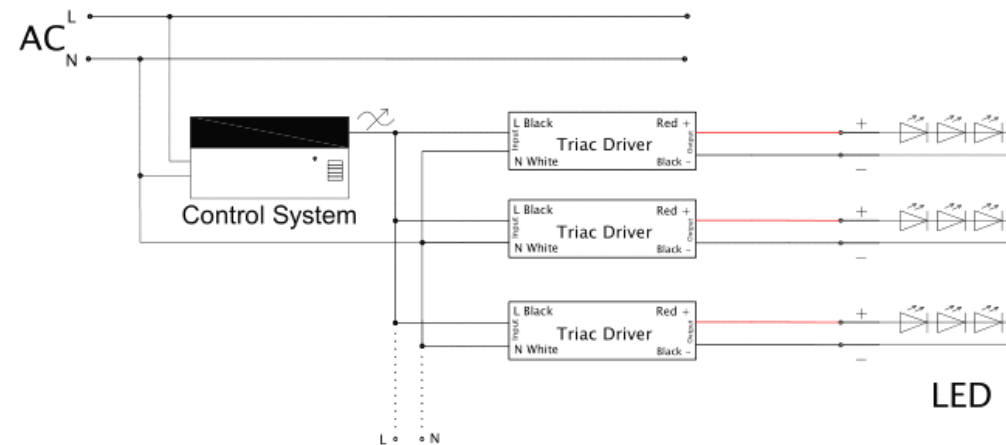 L
AC
N
Control System
L Black
Red +
Input
Triac Driver
Output
N White
Black -
+
-
L Black
Red +
Input
Triac Driver
Output
N White
Black -
+
-
L Black
Red +
Input
Triac Driver
Output
N White
Black -
+
-
LED
L
N